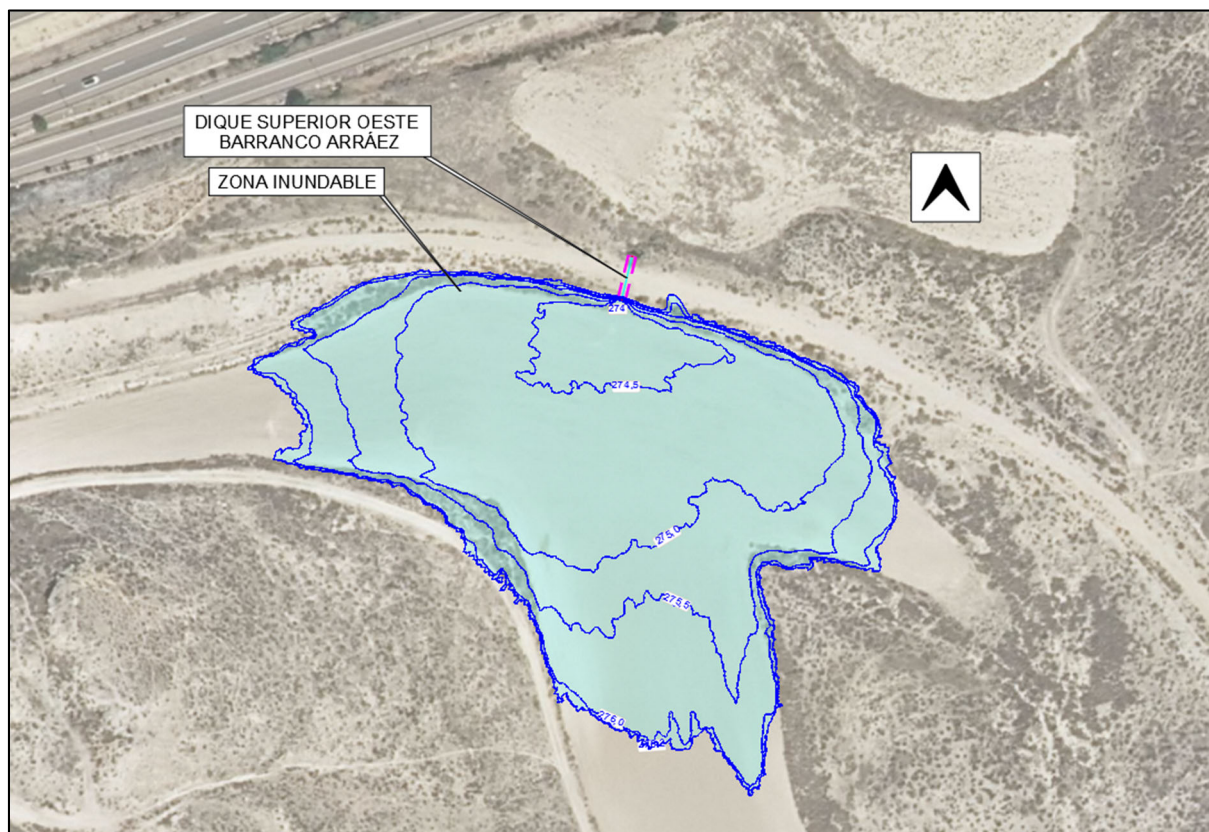 DIQUE SUPERIOR OESTE
BARRANCO ARRÁEZ
ZONA INUNDABLE
274
274,5
275,0
275,5
276,0